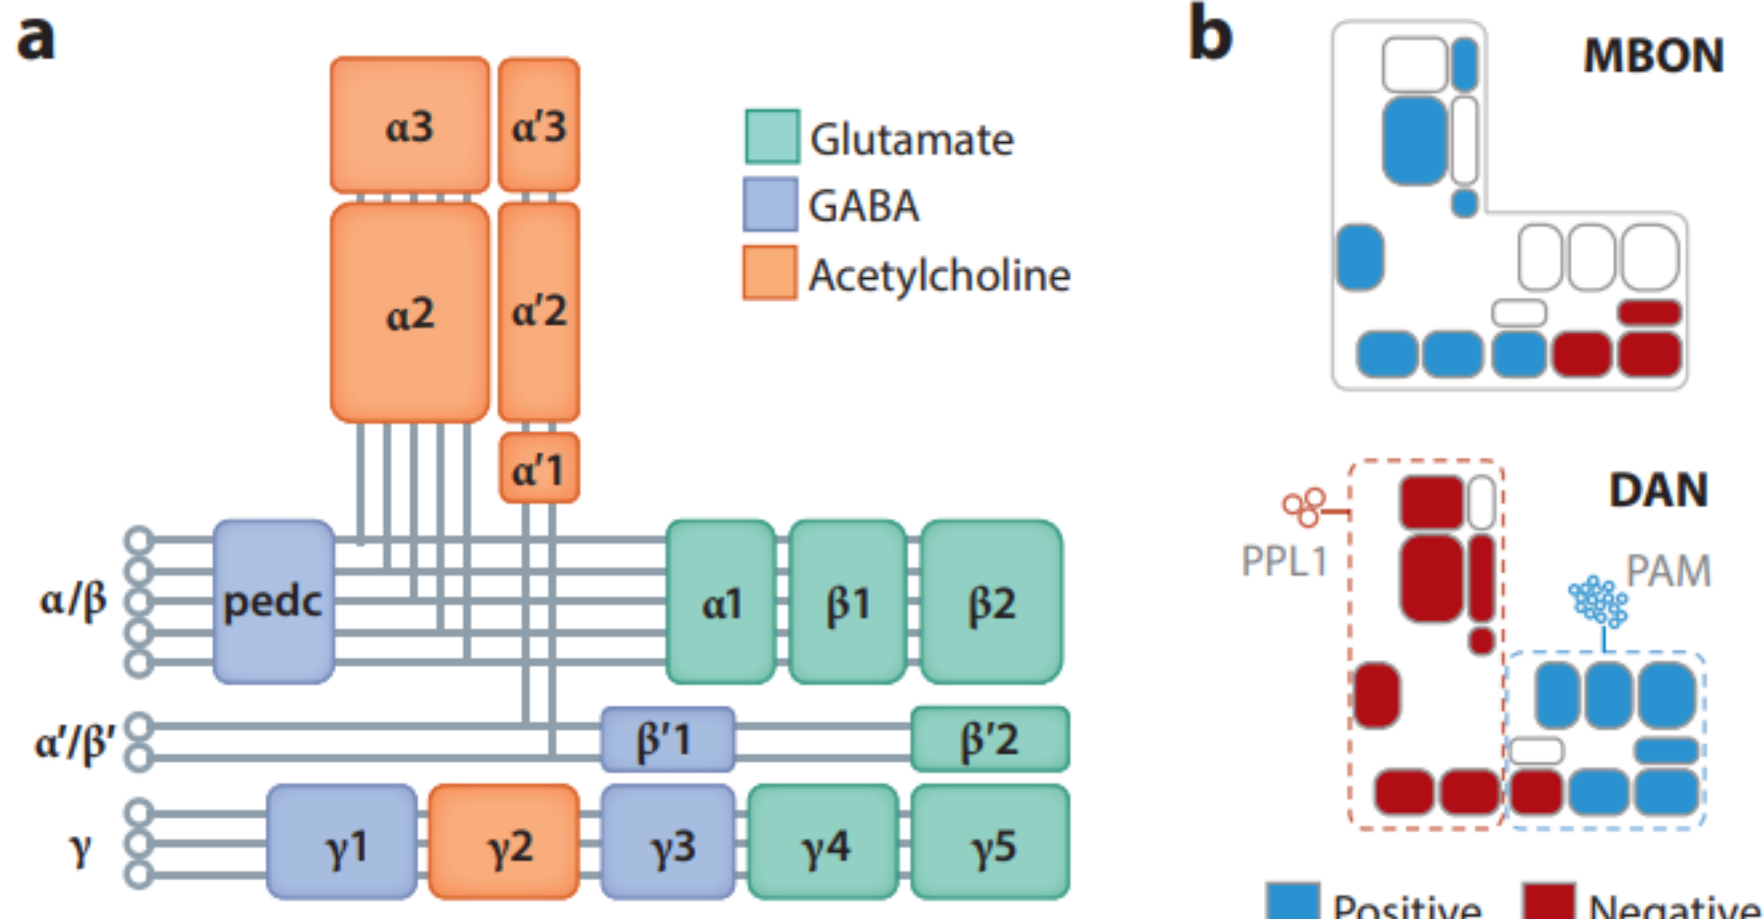 a
α3
α′3
α2
α′2
α′1
Glutamate
GABA
Acetylcholine
α/β
pedc
α1
β1
β2
α′/β′
β′1
β′2
γ
γ1
γ2
γ3
γ4
γ5
b
MBON
DAN
PPL1
PAM
Positive
Negative